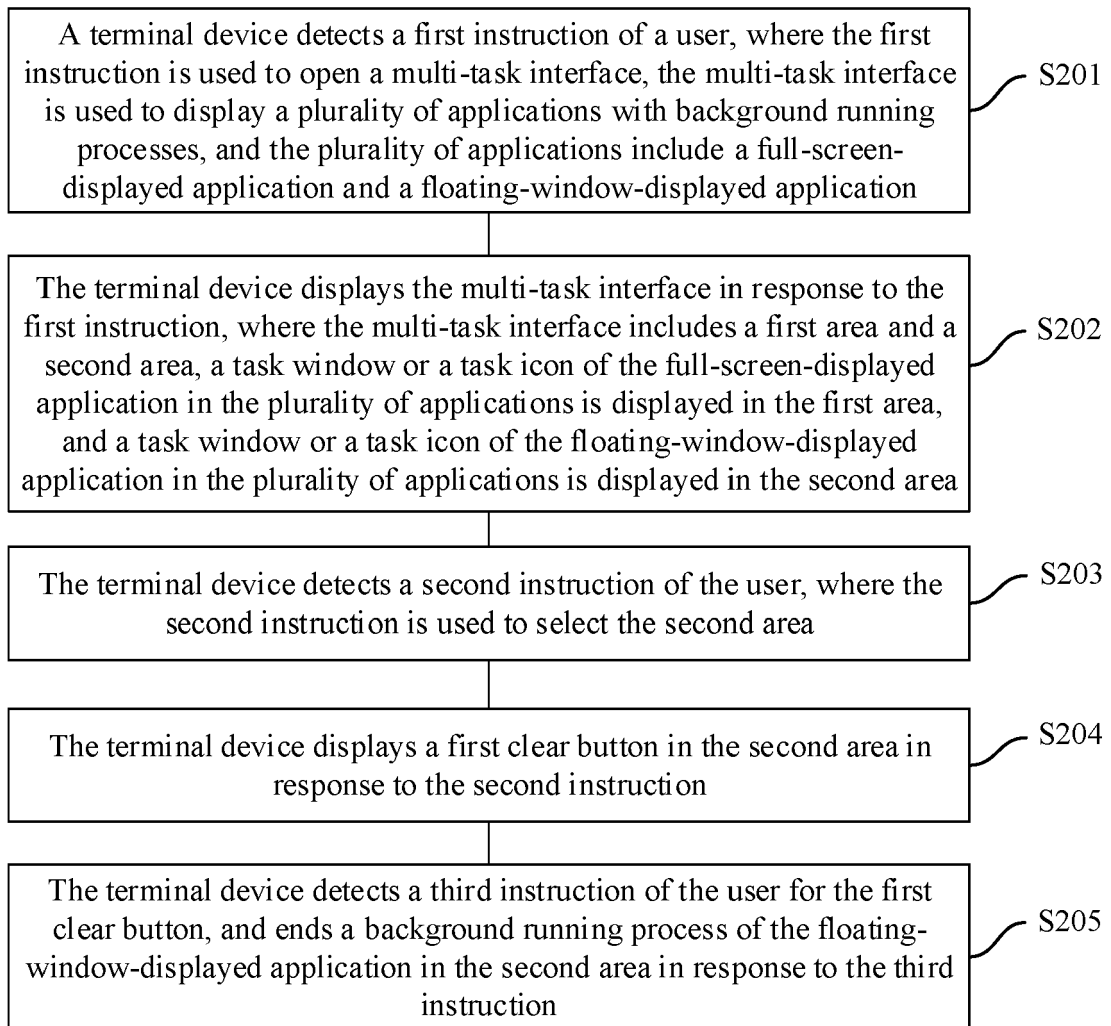 A terminal device detects a first instruction of a user, where the first
instruction is used to open a multi-task interface, the multi-task interface
is used to display a plurality of applications with background running
processes, and the plurality of applications include a full-screen-
displayed application and a floating-window-displayed application
S201
The terminal device displays the multi-task interface in response to the
first instruction, where the multi-task interface includes a first area and a
second area, a task window or a task icon of the full-screen-displayed
application in the plurality of applications is displayed in the first area,
and a task window or a task icon of the floating-window-displayed
application in the plurality of applications is displayed in the second area
S202
The terminal device detects a second instruction of the user, where the
second instruction is used to select the second area
S203
The terminal device displays a first clear button in the second area in
response to the second instruction
S204
The terminal device detects a third instruction of the user for the first
clear button, and ends a background running process of the floating-
window-displayed application in the second area in response to the third
instruction
S205